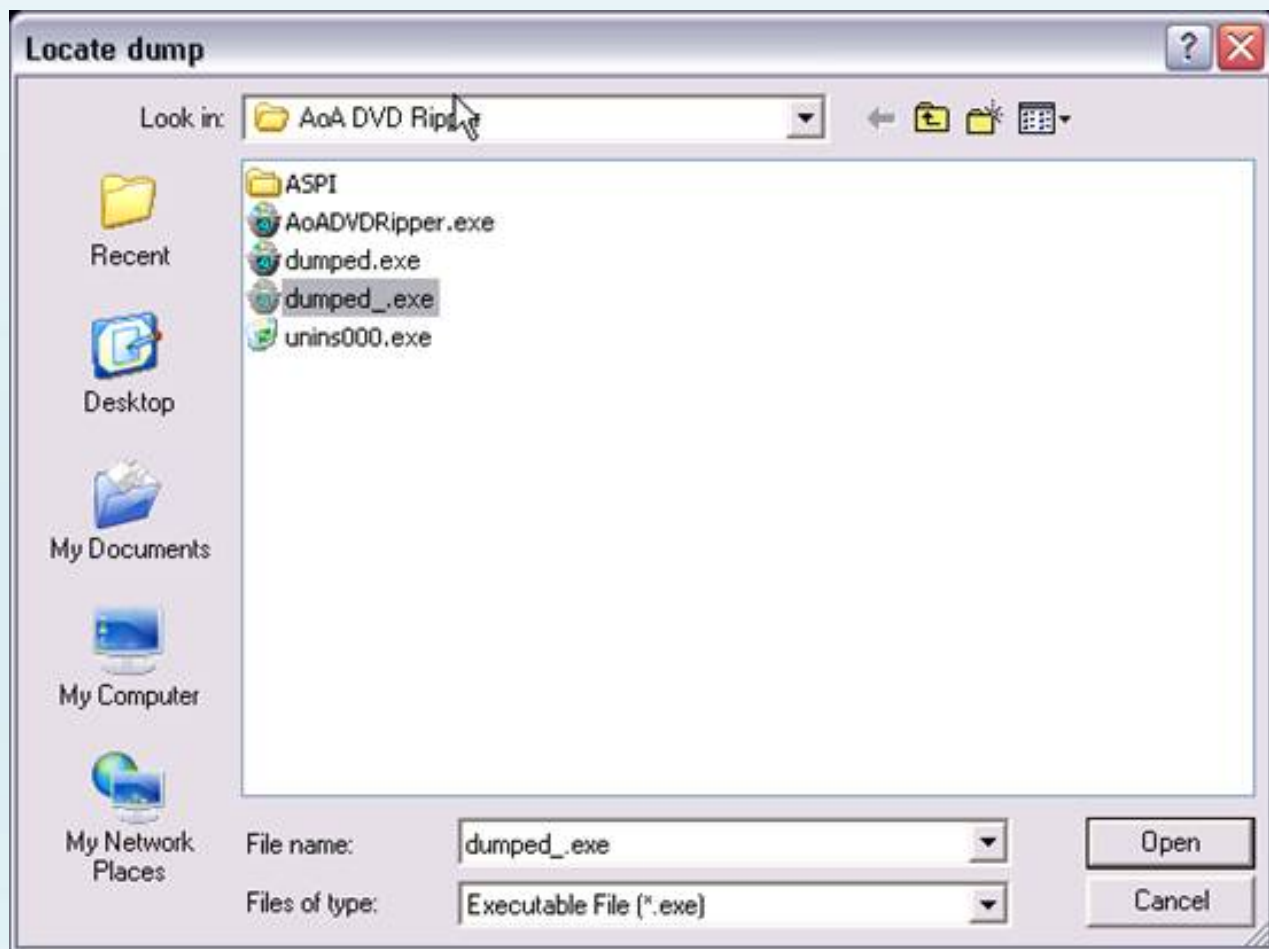 Locate dump
Look in:
AoA DVD Ripper
ASPI
AoADVDRipper.exe
dumped.exe
dumped_.exe
unins000.exe
Recent
Desktop
My Documents
My Computer
My Network
Places
File name:
dumped_.exe
Open
Files of type:
Executable File (*.exe)
Cancel